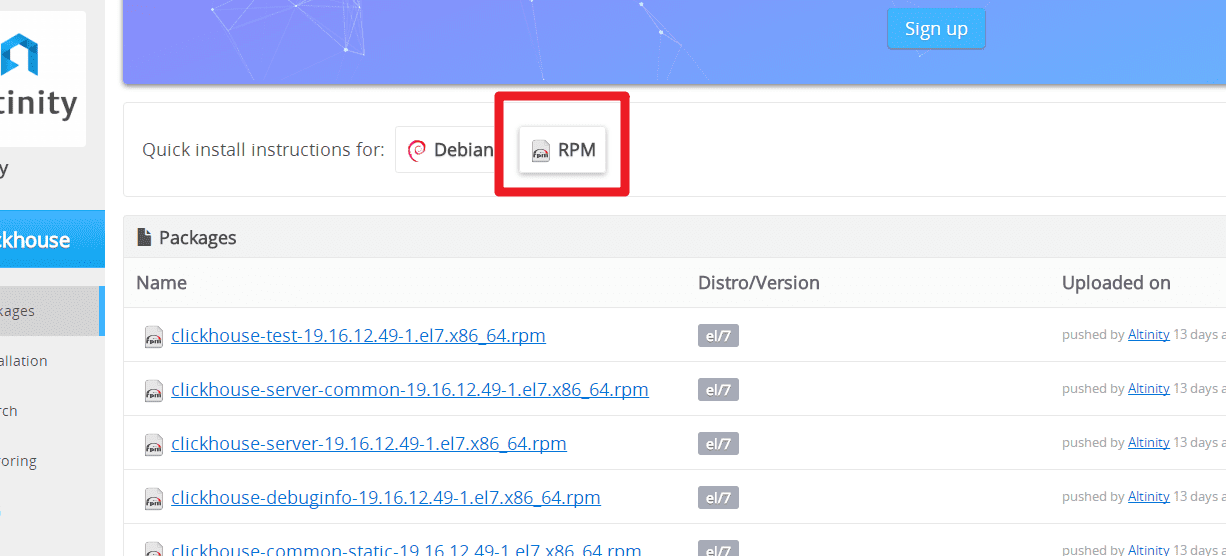 Sign up
tinity
y
Quick install instructions for: Debian RPM
ckhouse
Packages
Name Distro/Version Uploaded on
kages
clickhouse-test-19.16.12.49-1.el7.x86_64.rpm el/7 pushed by Altinity 13 days a
allation
clickhouse-server-common-19.16.12.49-1.el7.x86_64.rpm el/7 pushed by Altinity 13 days a
rch
clickhouse-server-19.16.12.49-1.el7.x86_64.rpm el/7 pushed by Altinity 13 days a
roring
clickhouse-debuginfo-19.16.12.49-1.el7.x86_64.rpm el/7 pushed by Altinity 13 days a
clickhouse-common-static-19.16.12.49-1.el7.x86_64.rpm el/7 pushed by Altinity 13 days a